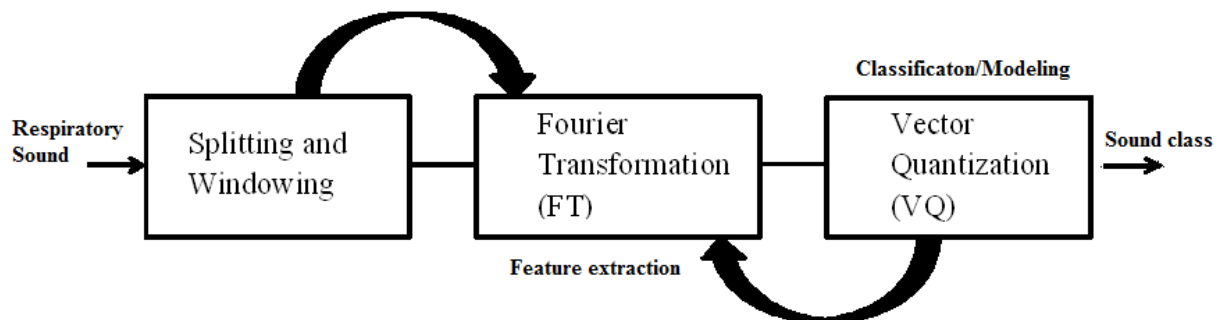 Respiratory
Sound
Splitting and
Windowing
Fourier
Transformation
(FT)
Feature extraction
Classificaton/Modeling
Vector
Quantization
(VQ)
Sound class